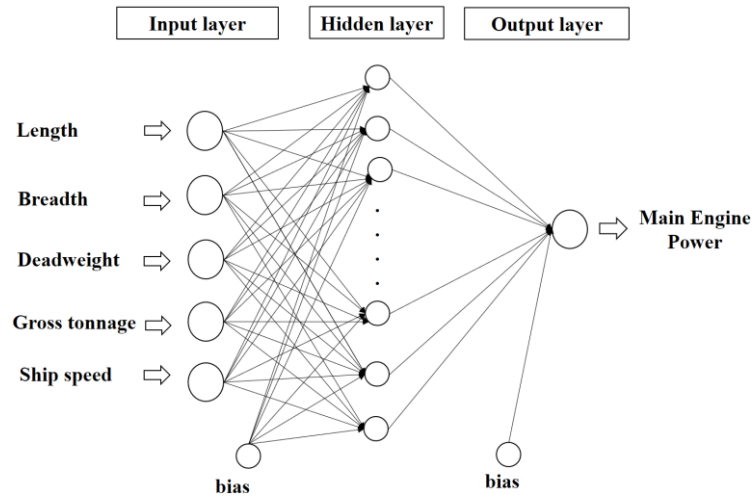 Input layer
Hidden layer
Output layer
Length
Breadth
Deadweight
Gross tonnage
Ship speed
Main Engine
Power
bias
bias